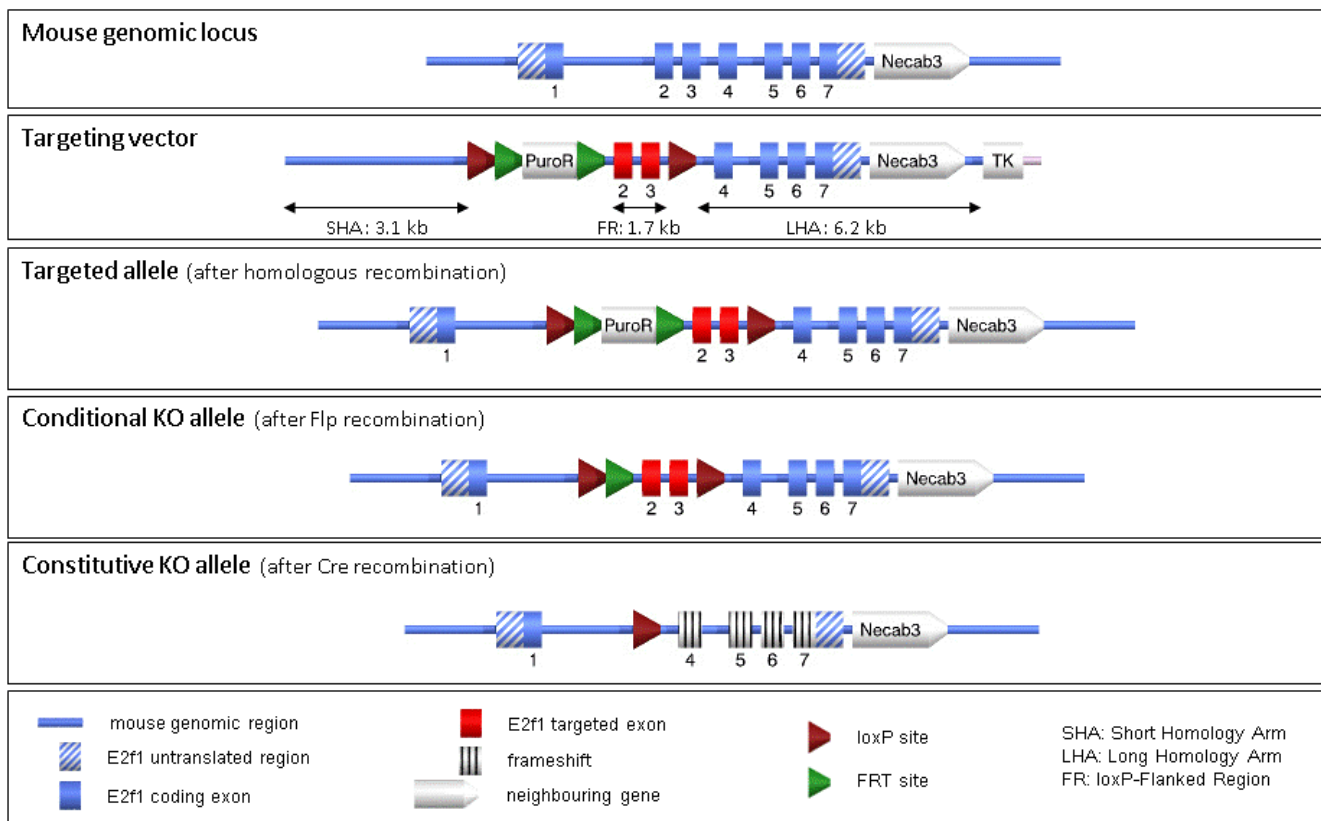 Mouse genomic locus
Necab3
1 2 3 4 5 6 7
Targeting vector
PuroR Necab3 TK
2 3 4 5 6 7
SHA: 3.1 kb FR: 1.7 kb LHA: 6.2 kb
Targeted allele (after homologous recombination)
PuroR Necab3
1 2 3 4 5 6 7
Conditional KO allele (after Flp recombination)
Necab3
1 2 3 4 5 6 7
Constitutive KO allele (after Cre recombination)
Necab3
1 4 5 6 7
mouse genomic region
E2f1 untranslated region
E2f1 coding exon
E2f1 targeted exon
frameshift
neighbouring gene
loxP site
FRT site
SHA: Short Homology Arm
LHA: Long Homology Arm
FR: loxP-Flanked Region